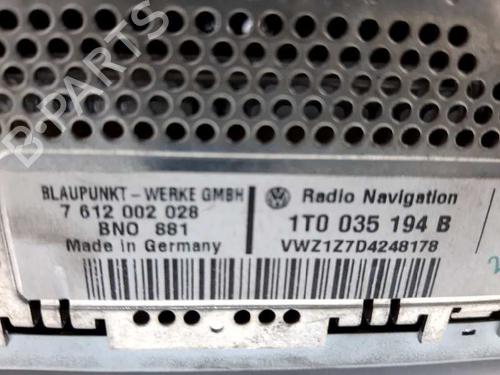 B-PARTS
BLAUPUNKT - WERKE GMBH
7 612 002 028
BNO 881
Made in Germany
Radio Navigation
1T0 035 194 B
VWZ1Z7D4248178
2